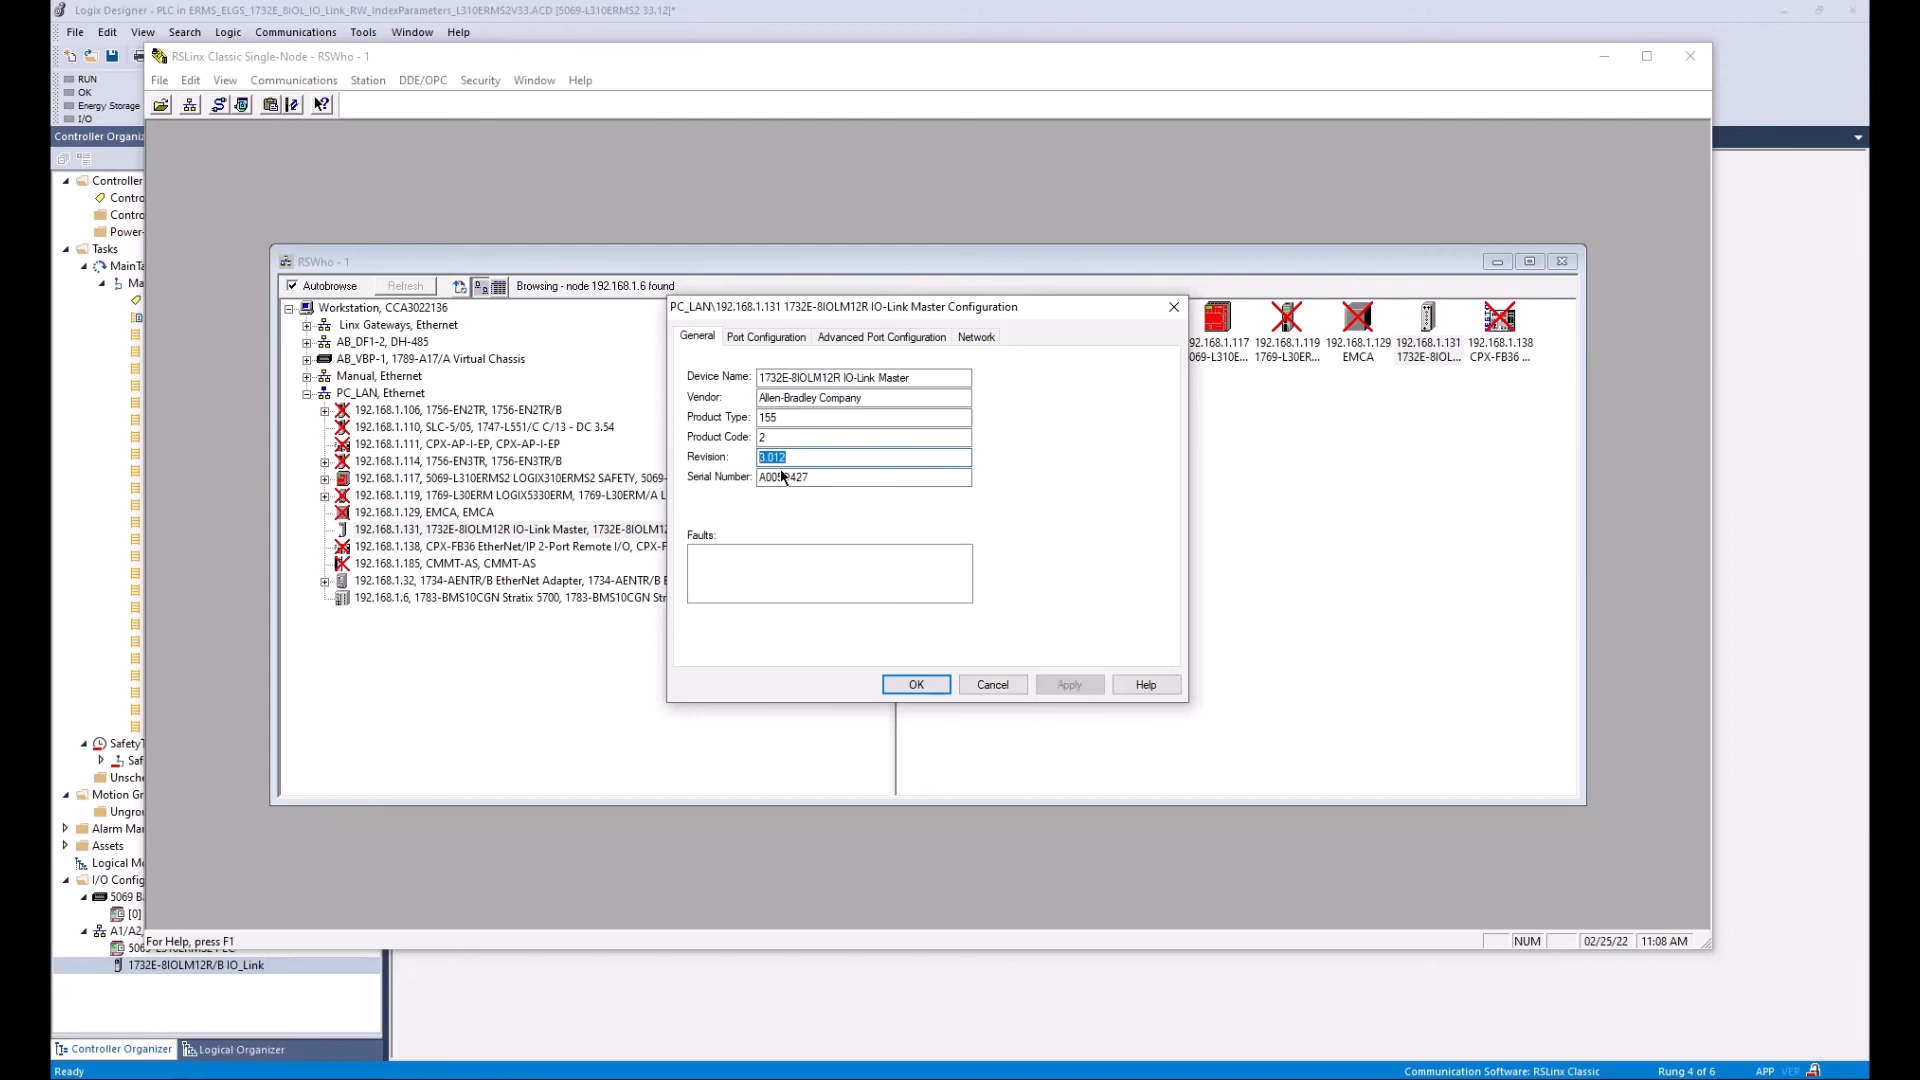 Logix Designer - PLC in ERMS_ELGS_1732E_8IOL_IO_Link_RW_IndexParameters_L310ERMS2V33.ACD [5069-L310ERMS2 33.12]*
File Edit View Search Logic Communications Tools Window Help
RSLinx Classic Single-Node - RSWho - 1
File Edit View Communications Station DDE/OPC Security Window Help
RUN
OK
Energy Storage
I/O
Controller Organiz
Controller
Contro
Contro
Power-
Tasks
MainTa
Ma
SafetyT
Saf
Unsche
Motion Gr
Ungrou
Alarm Mar
Assets
Logical Mo
I/O Config
5069 Ba
[0]
A1/A2,
1732E-8IOLM12R/B IO_Link
Controller Organizer Logical Organizer
Ready
RSWho - 1
Autobrowse Refresh Browsing - node 192.168.1.6 found
Workstation, CCA3022136
Linx Gateways, Ethernet
AB_DF1-2, DH-485
AB_VBP-1, 1789-A17/A Virtual Chassis
Manual, Ethernet
PC_LAN, Ethernet
192.168.1.106, 1756-EN2TR, 1756-EN2TR/B
192.168.1.110, SLC-5/05, 1747-L551/C C/13 - DC 3.54
192.168.1.111, CPX-AP-I-EP, CPX-AP-I-EP
192.168.1.114, 1756-EN3TR, 1756-EN3TR/B
192.168.1.117, 5069-L310ERMS2 LOGIX310ERMS2 SAFETY, 5069-
192.168.1.119, 1769-L30ERM LOGIX5330ERM, 1769-L30ERM/A L
192.168.1.129, EMCA, EMCA
192.168.1.131, 1732E-8IOLM12R IO-Link Master, 1732E-8IOLM12
192.168.1.138, CPX-FB36 EtherNet/IP 2-Port Remote I/O, CPX-F
192.168.1.185, CMMT-AS, CMMT-AS
192.168.1.32, 1734-AENTR/B EtherNet Adapter, 1734-AENTR/B E
192.168.1.6, 1783-BMS10CGN Stratix 5700, 1783-BMS10CGN Str
PC_LAN\192.168.1.131 1732E-8IOLM12R IO-Link Master Configuration
General Port Configuration Advanced Port Configuration Network
Device Name: 1732E-8IOLM12R IO-Link Master
Vendor: Allen-Bradley Company
Product Type: 155
Product Code: 2
Revision: 3.012
Serial Number:
Faults:
OK Cancel Apply Help
92.168.1.117 192.168.1.119 192.168.1.129 192.168.1.131 192.168.1.138
069-L310E... 1769-L30ER... EMCA 1732E-8IOL... CPX-FB36 ...
For Help, press F1
NUM 02/25/22 11:08 AM
Communication Software: RSLinx Classic Rung 4 of 6 APP VER